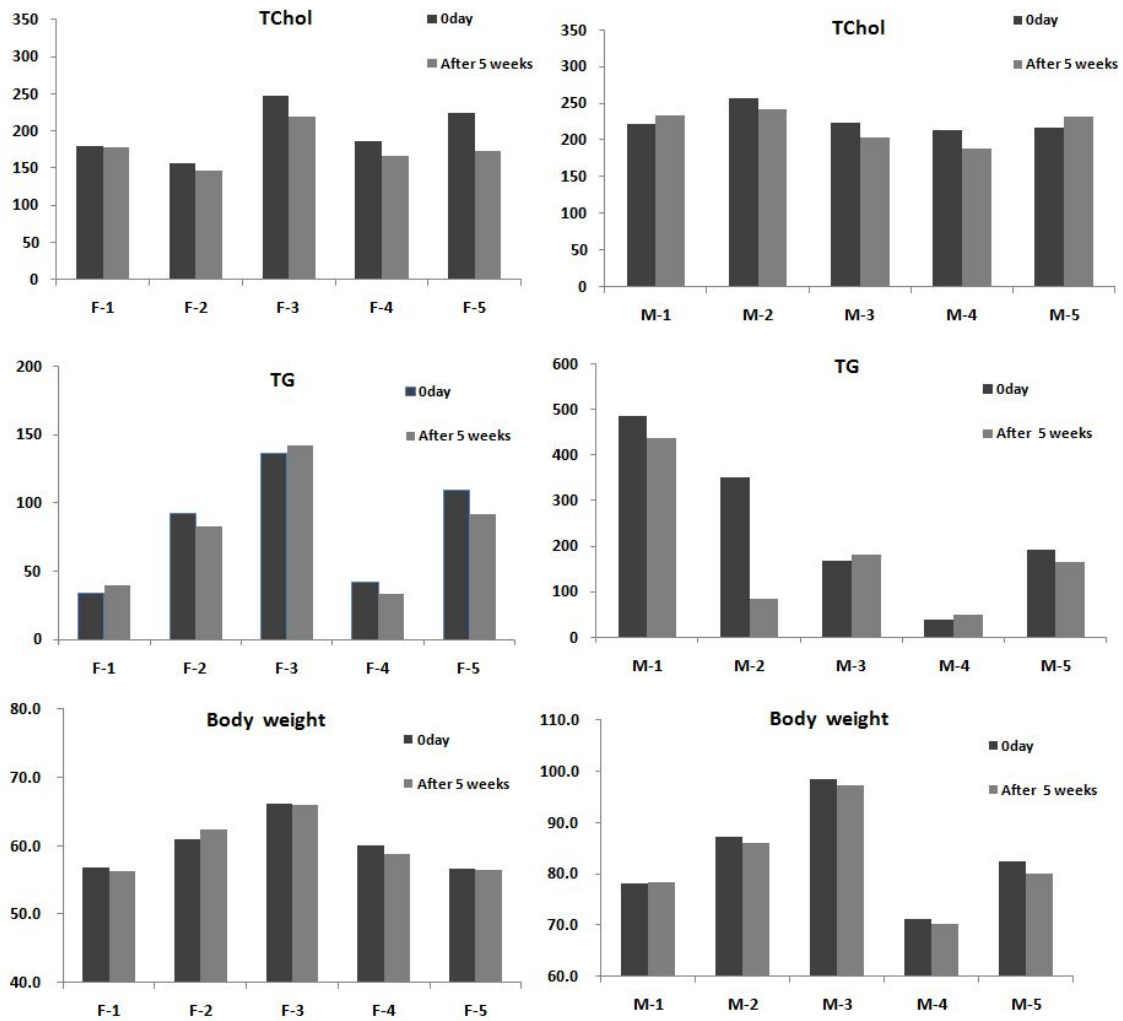 TChol
0day
After 5 weeks
350
300
250
200
150
100
50
0
F-1 F-2 F-3 F-4 F-5
TChol
0day
After 5 weeks
350
300
250
200
150
100
50
0
M-1 M-2 M-3 M-4 M-5
TG
0day
After 5 weeks
200
150
100
50
0
F-1 F-2 F-3 F-4 F-5
TG
0day
After 5 weeks
600
500
400
300
200
100
0
M-1 M-2 M-3 M-4 M-5
Body weight
0day
After 5 weeks
80.0
70.0
60.0
50.0
40.0
F-1 F-2 F-3 F-4 F-5
Body weight
0day
After 5 weeks
110.0
100.0
90.0
80.0
70.0
60.0
M-1 M-2 M-3 M-4 M-5